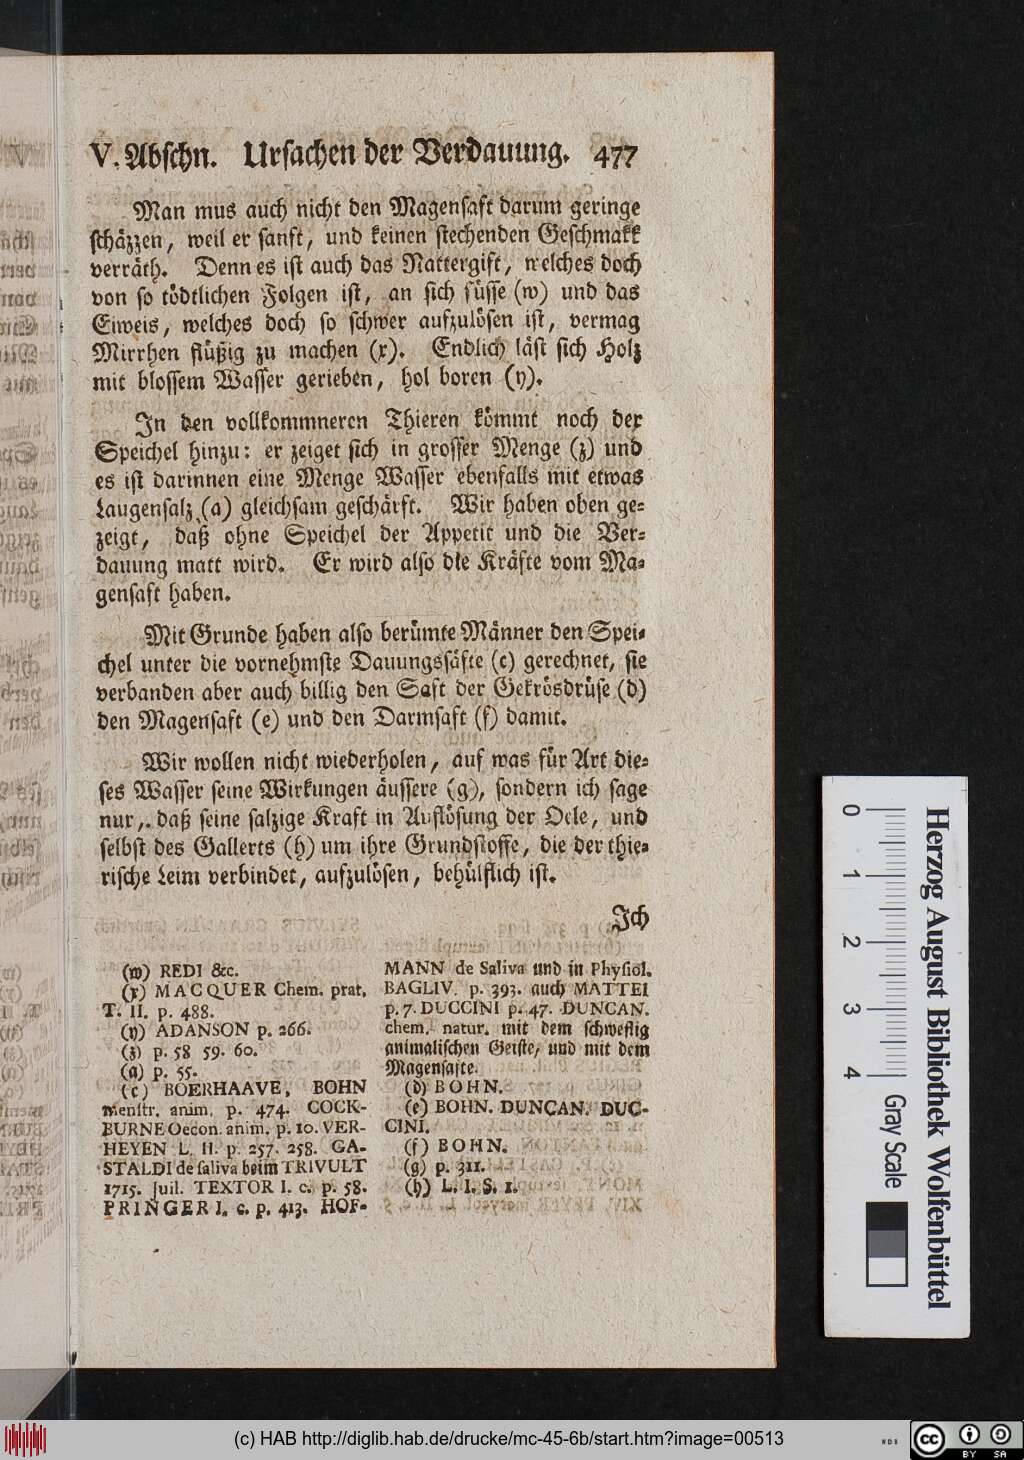 V. Abschn. Ursachen der Verdauung. 477
Man mus auch nicht den Magensaft darum geringe
schäzzen, weil er sanft, und keinen stechenden Geschmakk
verräth. Denn es ist auch das Nattergift, welches doch
von so tödtlichen Folgen ist, an sich süsse (w) und das
Eiweis, welches doch so schwer aufzulösen ist, vermag
Mirrhen flüßig zu machen (x). Endlich läst sich Holz
mit blossem Wasser gerieben, hol boren (y).
In den vollkommneren Thieren kömmt noch der
Speichel hinzu: er zeiget sich in grosser Menge (z) und
es ist darinnen eine Menge Wasser ebenfalls mit etwas
Laugensalz (a) gleichsam geschärft. Wir haben oben ge-
zeigt, daß ohne Speichel der Appetit und die Ver-
dauung matt wird. Er wird also die Kräfte vom Ma-
gensaft haben.
Mit Grunde haben also berümte Männer den Spei-
chel unter die vornehmste Dauungssäfte (c) gerechnet, sie
verbanden aber auch billig den Saft der Gekrösdrüse (d)
den Magensaft (e) und den Darmsaft (f) damit.
Wir wollen nicht wiederholen, auf was für Art die-
ses Wasser seine Wirkungen äussere (g), sondern ich sage
nur, daß seine salzige Kraft in Auflösung der Oele, und
selbst des Gallerts (h) um ihre Grundstoffe, die der thie-
rische Leim verbindet, aufzulösen, behülflich ist.
Ich
(w) REDI &c.
(x) MACQUER Chem. prat.
T. II. p. 488.
(y) ADANSON p. 266.
(z) p. 58 59. 60.
(a) p. 55.
(c) BOERHAAVE, BOHN
menstr. anim. p. 474. COCK-
BURNE Oecon. anim. p. 10. VER-
HEYEN L. II. p. 257. 258. GA-
STALDI de saliva beim TRIVULT
1715. Juil. TEXTOR l. c. p. 58.
PRINGER l. c. p. 413. HOF-
MANN de Saliva und in Physiol.
BAGLIV. p. 393. auch MATTEI
p. 7. DUCCINI p. 47. DUNCAN.
chem. natur. mit dem schweflig
animalischen Geiste, und mit dem
Magensafte.
(d) BOHN.
(e) BOHN. DUNCAN. DUC-
CINI.
(f) BOHN.
(g) p. 311.
(h) L. I. S. 1.
0 1 2 3 4 Gray Scale
Herzog August Bibliothek Wolfenbüttel
(c) HAB http://diglib.hab.de/drucke/mc-45-6b/start.htm?image=00513
cc BY SA